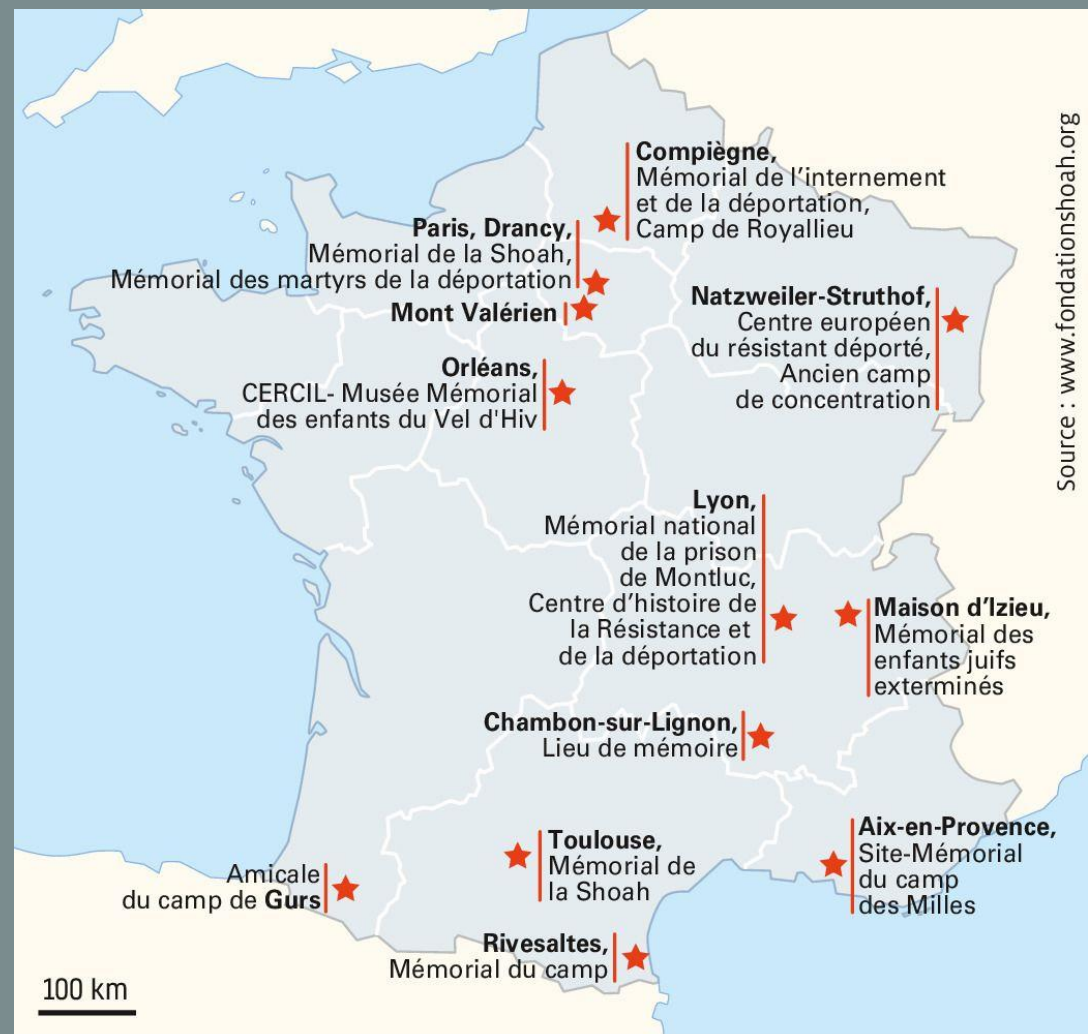 Compiègne,
Mémorial de l'internement
et de la déportation,
Camp de Royallieu
Paris, Drancy,
Mémorial de la Shoah,
Mémorial des martyrs de la déportation
Mont Valérien
Natzweiler-Struthof,
Centre européen
du résistant déporté,
Ancien camp
de concentration
Orléans,
CERCIL- Musée Mémorial
des enfants du Vel d'Hiv
Lyon,
Mémorial national
de la prison
de Montluc,
Centre d'histoire de
la Résistance et
de la déportation
Maison d'Izieu,
Mémorial des
enfants juifs
exterminés
Chambon-sur-Lignon,
Lieu de mémoire
Toulouse,
Mémorial de
la Shoah
Aix-en-Provence,
Site-Mémorial
du camp
des Milles
Amicale
du camp de Gurs
Rivesaltes,
Mémorial du camp
100 km
Source : www.fondationshoah.org